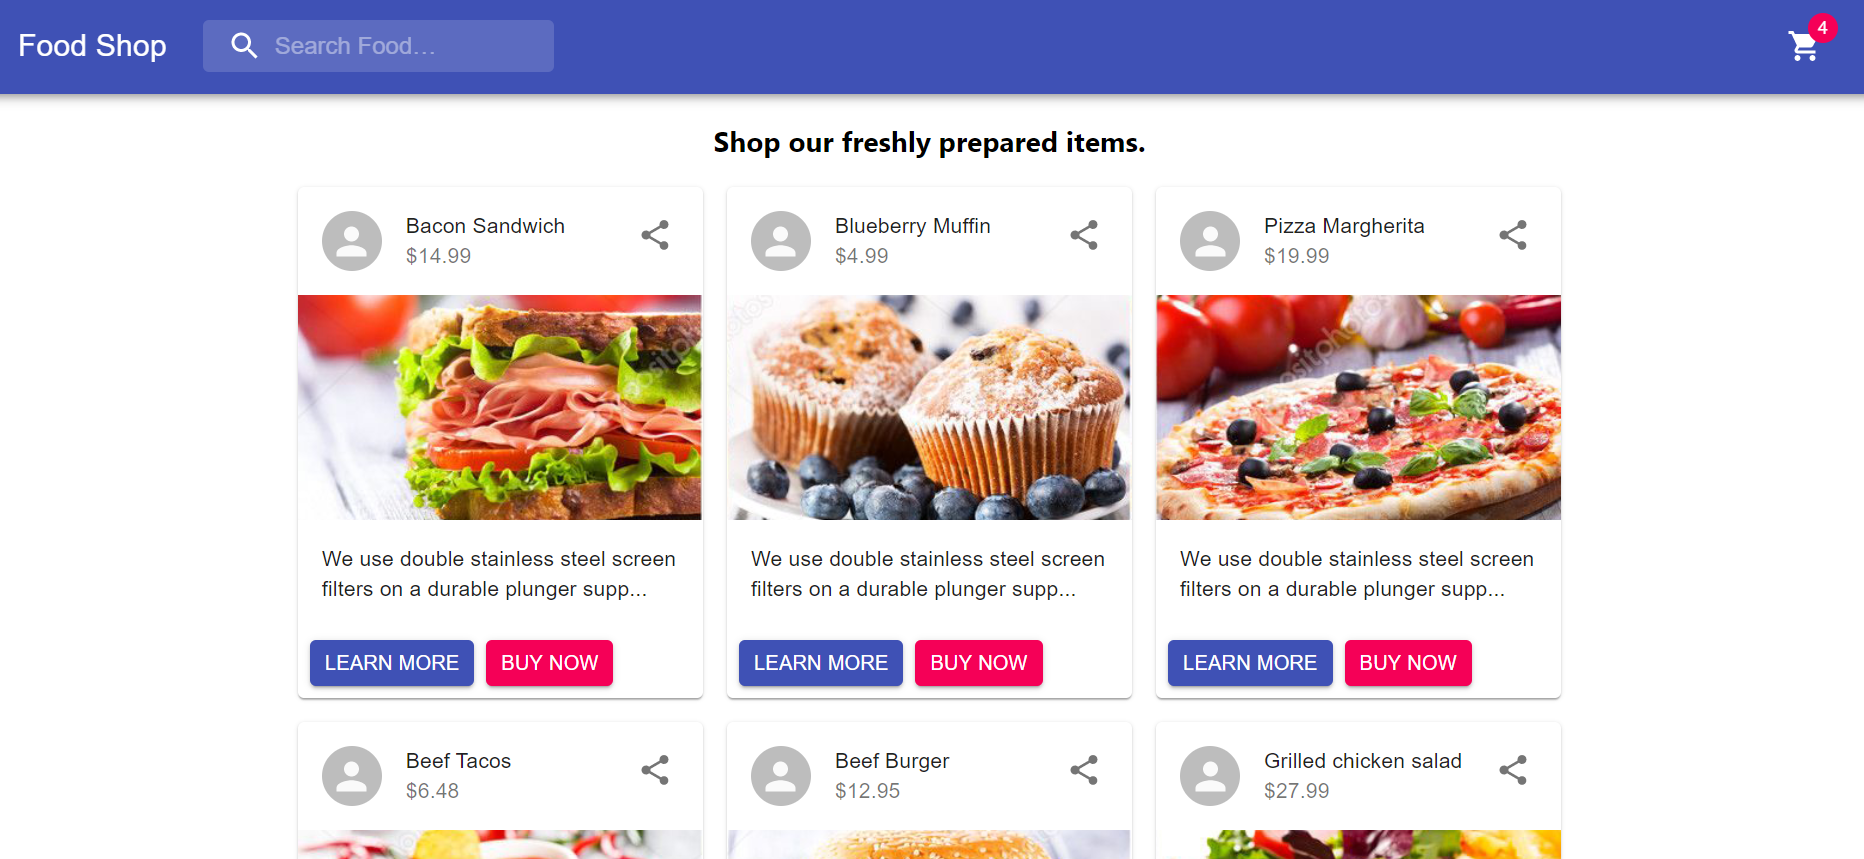 Food Shop
Search Food…
4
Shop our freshly prepared items.
Bacon Sandwich
$14.99
Blueberry Muffin
$4.99
Pizza Margherita
$19.99
We use double stainless steel screen
filters on a durable plunger supp...
We use double stainless steel screen
filters on a durable plunger supp...
We use double stainless steel screen
filters on a durable plunger supp...
LEARN MORE
BUY NOW
LEARN MORE
BUY NOW
LEARN MORE
BUY NOW
Beef Tacos
$6.48
Beef Burger
$12.95
Grilled chicken salad
$27.99